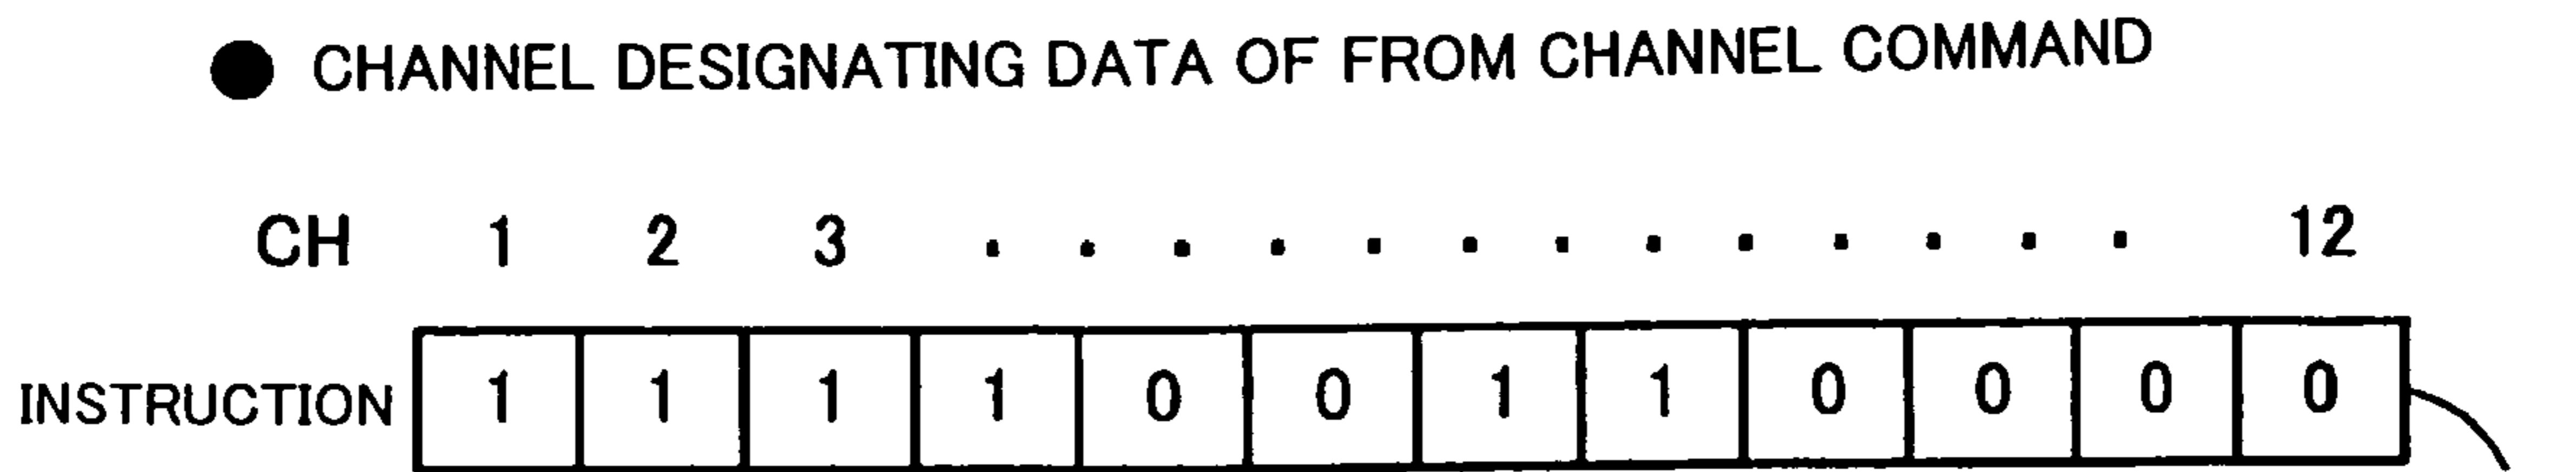 ● CHANNEL DESIGNATING DATA OF FROM CHANNEL COMMAND
CH 1 2 3 . . . . . . . . . . . . . 12
INSTRUCTION 1 1 1 1 0 0 1 1 0 0 0 0